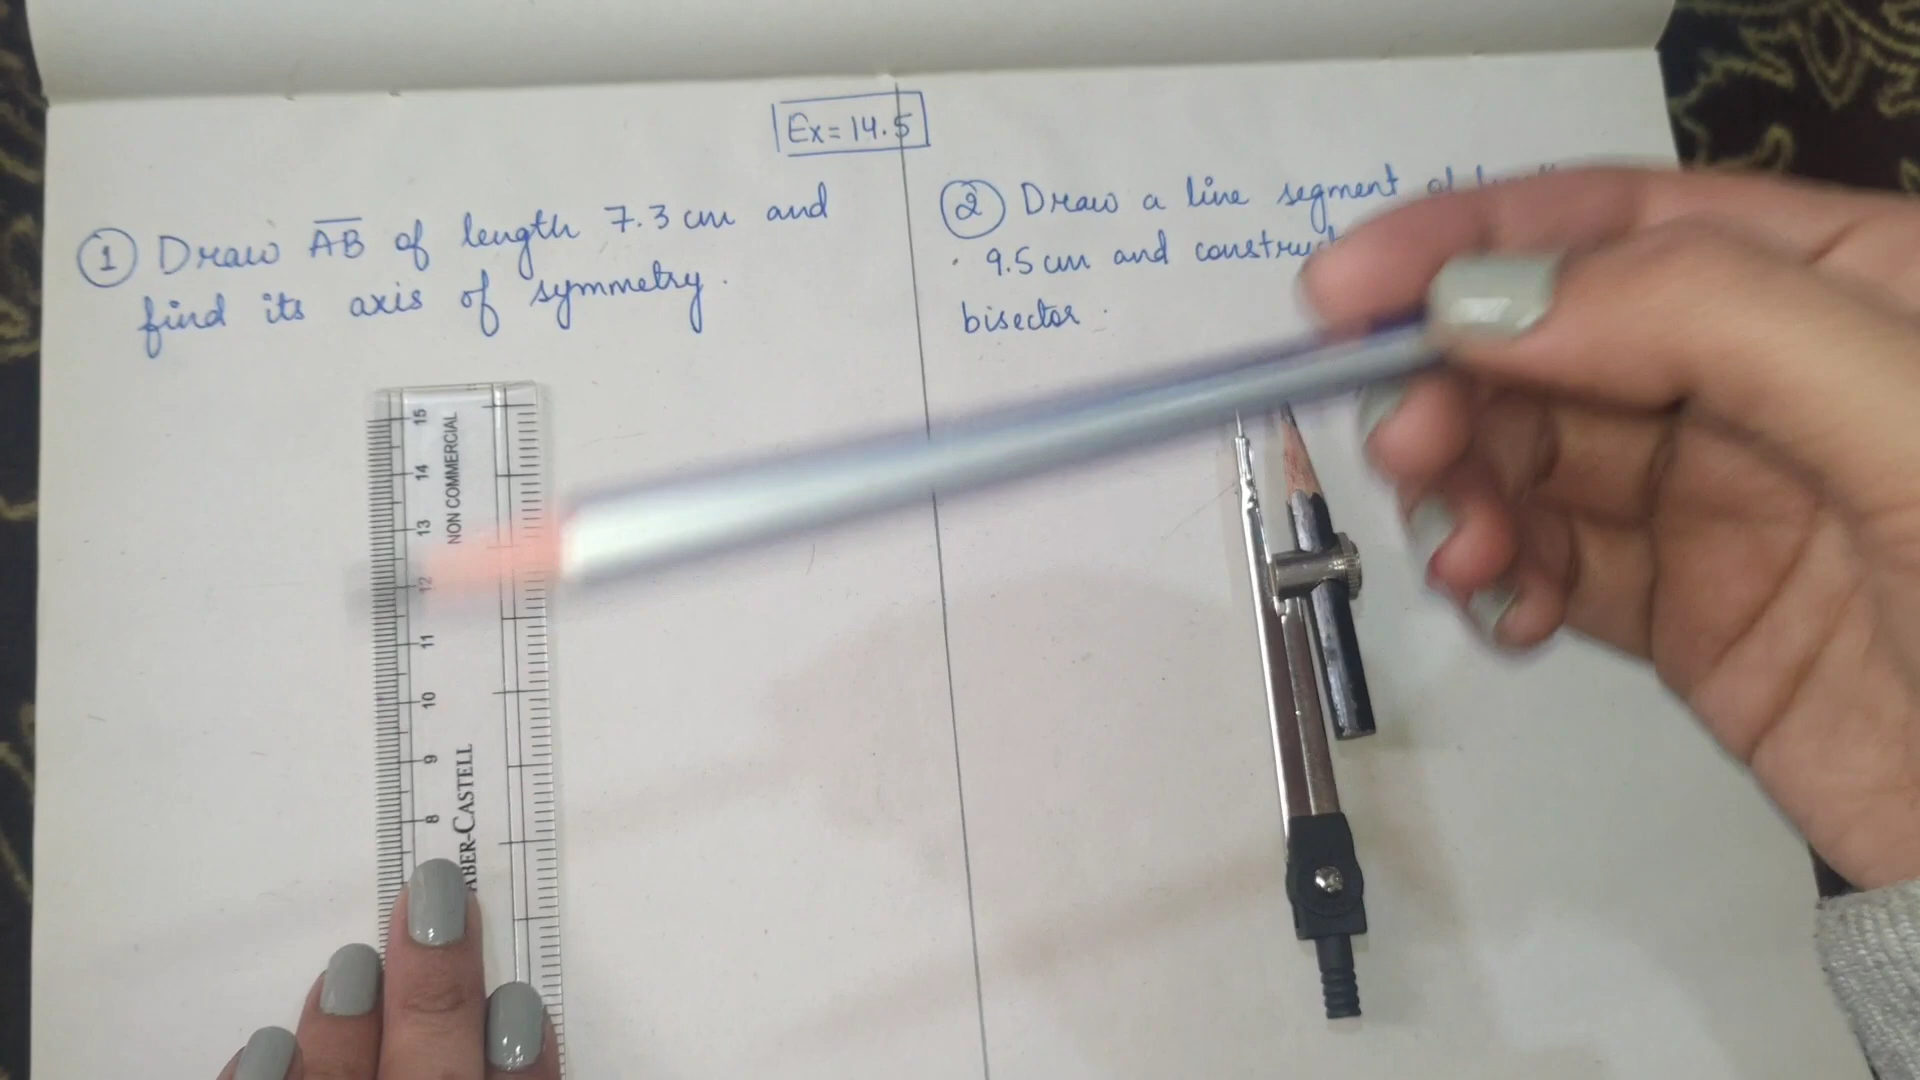 Ex = 14.5
① Draw AB of length 7.3 cm and
find its axis of symmetry.
② Draw a line segment of
9.5 cm and construct
bisector.
15
14
13
12
11
10
9
8
NON COMMERCIAL
ABER-CASTELL